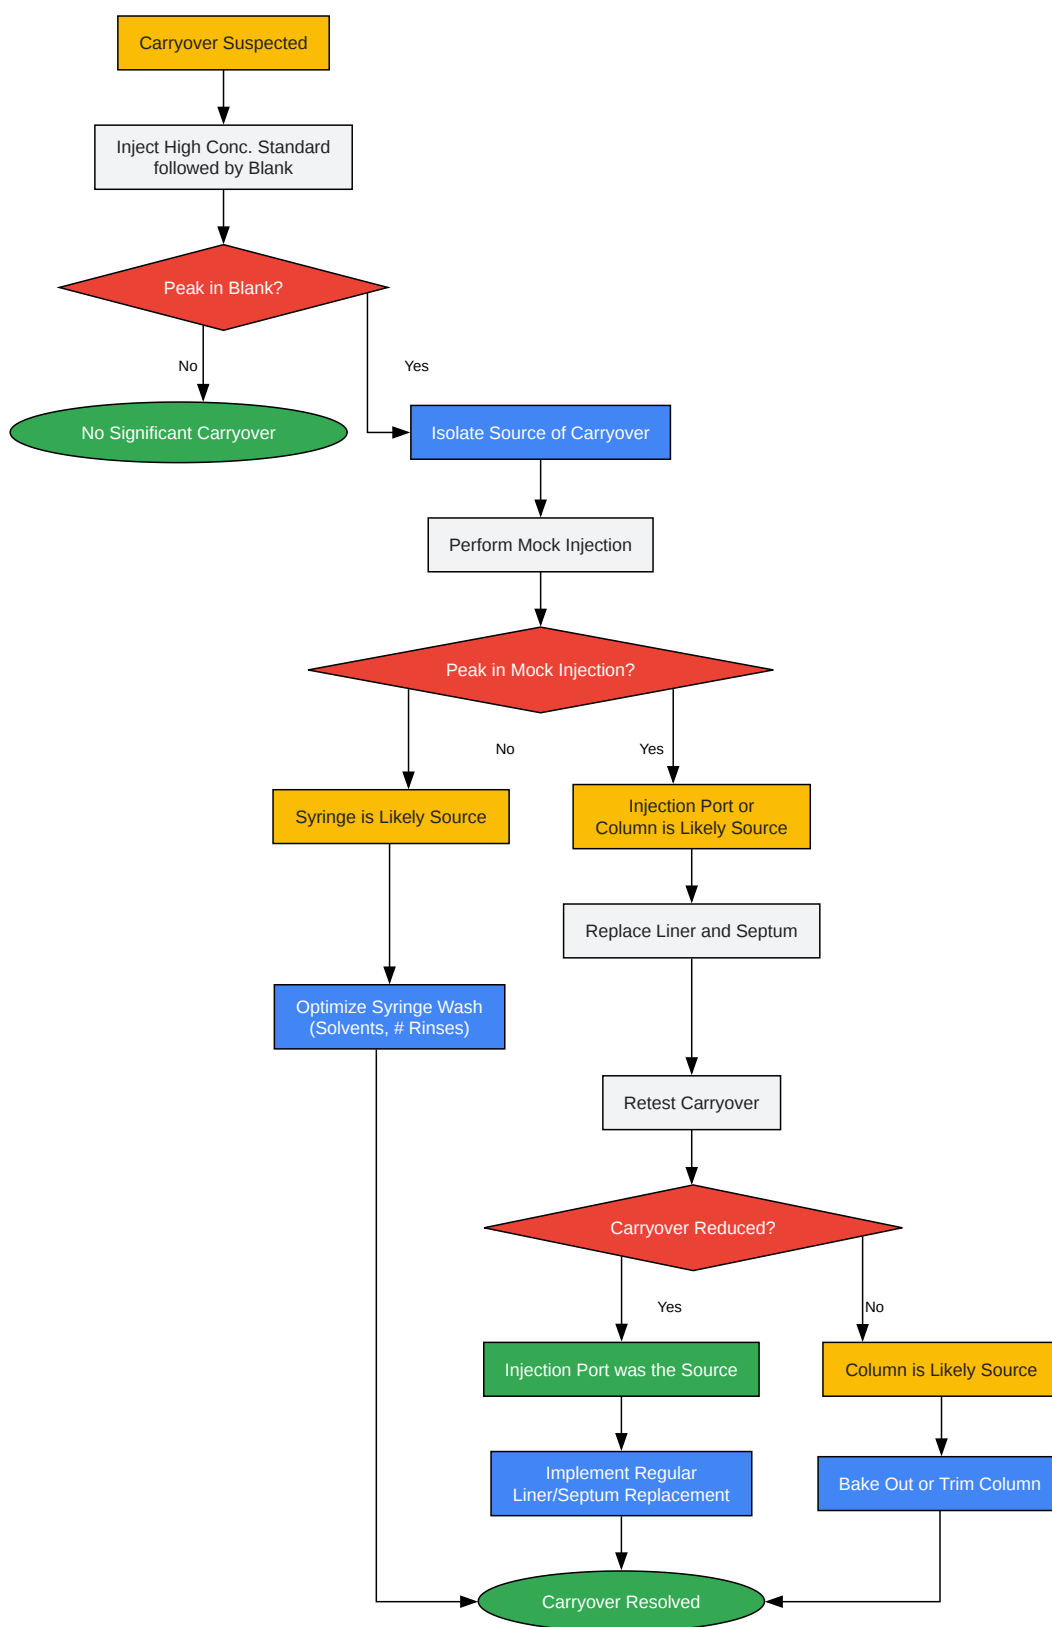 Carryover Suspected
Inject High Conc. Standard
followed by Blank
Peak in Blank?
No
Yes
No Significant Carryover
Isolate Source of Carryover
Perform Mock Injection
Peak in Mock Injection?
No
Yes
Syringe is Likely Source
Injection Port or
Column is Likely Source
Replace Liner and Septum
Optimize Syringe Wash
(Solvents, # Rinses)
Retest Carryover
Carryover Reduced?
Yes
No
Injection Port was the Source
Column is Likely Source
Implement Regular
Liner/Septum Replacement
Bake Out or Trim Column
Carryover Resolved